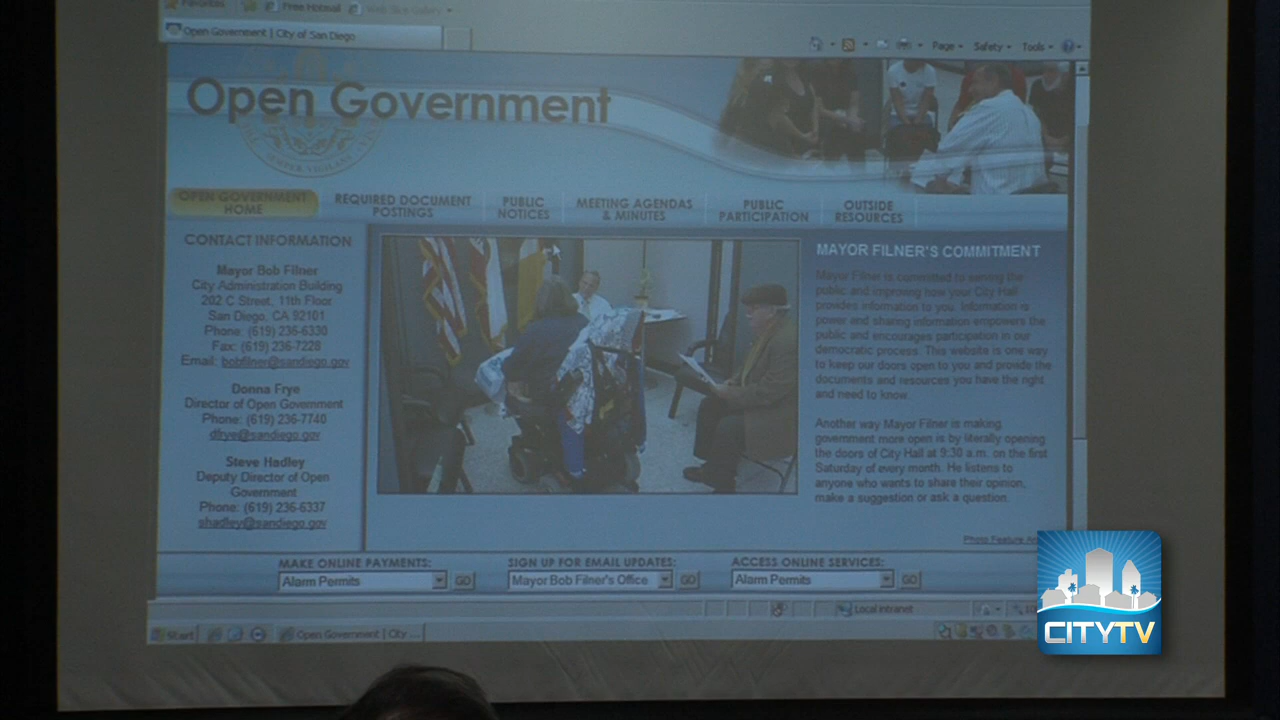 Favorites
Free Hotmail
Web Slice Gallery
Open Government | City of San Diego
Page
Safety
Tools
Open Government
OPEN GOVERNMENT
HOME
REQUIRED DOCUMENT
POSTINGS
PUBLIC
NOTICES
MEETING AGENDAS
& MINUTES
PUBLIC
PARTICIPATION
OUTSIDE
RESOURCES
CONTACT INFORMATION
Mayor Bob Filner
City Administration Building
202 C Street, 11th Floor
San Diego, CA 92101
Phone: (619) 236-6330
Fax: (619) 236-7228
Email: bobfilner@sandiego.gov
Donna Frye
Director of Open Government
Phone: (619) 236-7740
dfrye@sandiego.gov
Steve Hadley
Deputy Director of Open
Government
Phone: (619) 236-6337
shadley@sandiego.gov
MAYOR FILNER'S COMMITMENT
Mayor Filner is committed to serving the
public and improving how your City Hall
provides information to you. Information is
power and sharing information empowers the
public and encourages participation in our
democratic process. This website is one way
to keep our doors open to you and provide the
documents and resources you have the right
and need to know.
Another way Mayor Filner is making
government more open is by literally opening
the doors of City Hall at 9:30 a.m. on the first
Saturday of every month. He listens to
anyone who wants to share their opinion,
make a suggestion or ask a question.
Photo Feature
MAKE ONLINE PAYMENTS:
Alarm Permits GO
SIGN UP FOR EMAIL UPDATES:
Mayor Bob Filner's Office GO
ACCESS ONLINE SERVICES:
Alarm Permits GO
Local intranet
Start
Open Government | City ...
CITYTV